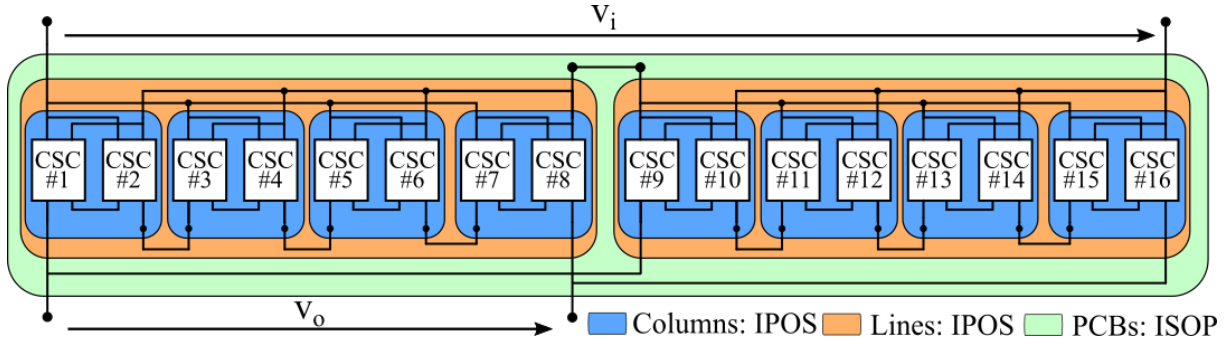 v_i
CSC #1
CSC #2
CSC #3
CSC #4
CSC #5
CSC #6
CSC #7
CSC #8
CSC #9
CSC #10
CSC #11
CSC #12
CSC #13
CSC #14
CSC #15
CSC #16
v_o
Columns: IPOS
Lines: IPOS
PCBs: ISOP